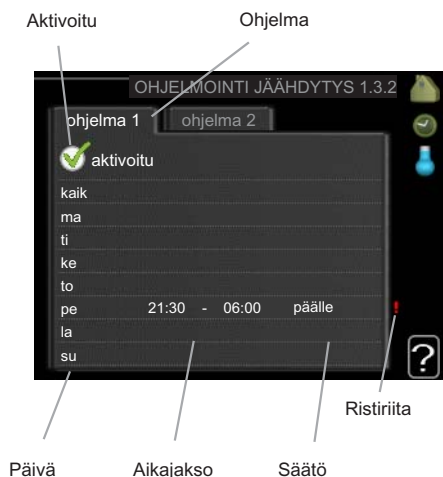 Aktivoitu Ohjelma
OHJELMOINTI JÄÄHDYTYS 1.3.2
ohjelma 1 ohjelma 2
aktivoitu
kaik
ma
ti
ke
to
pe 21:30 - 06:00 päälle !
la
su
?
Ristiriita
Päivä Aikajakso Säätö